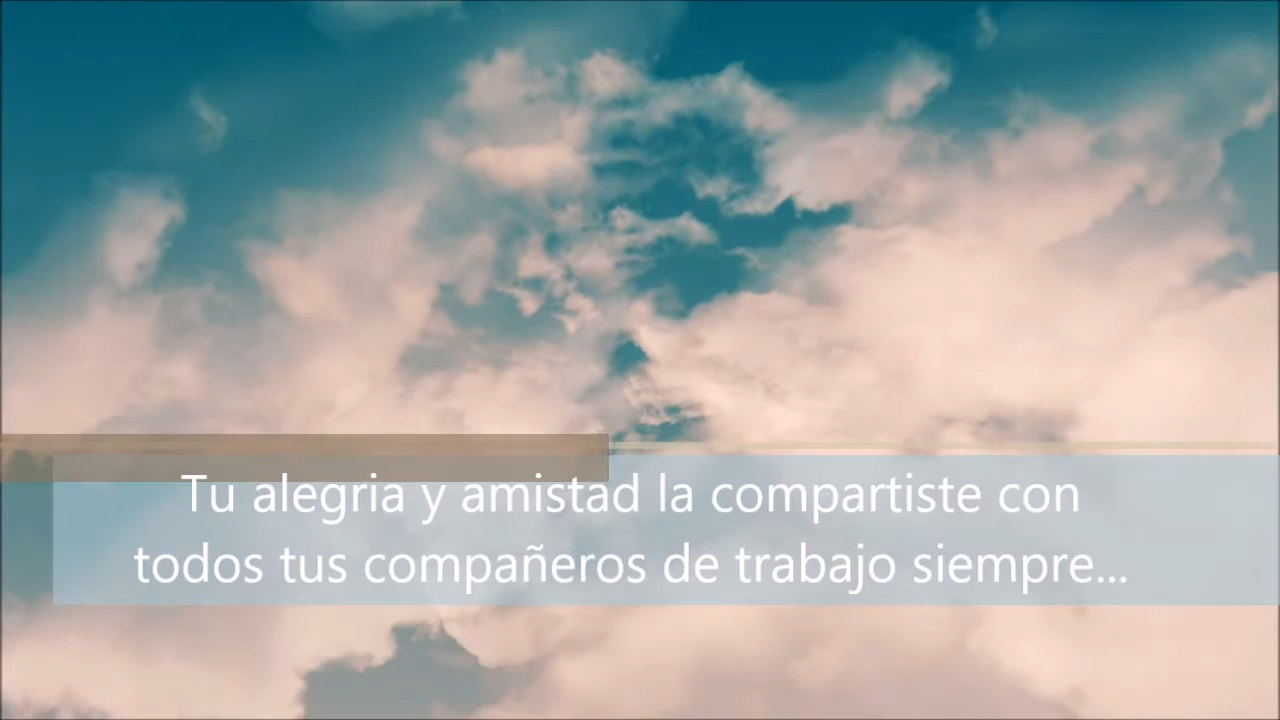 Tu alegria y amistad la compartiste con
todos tus compañeros de trabajo siempre...